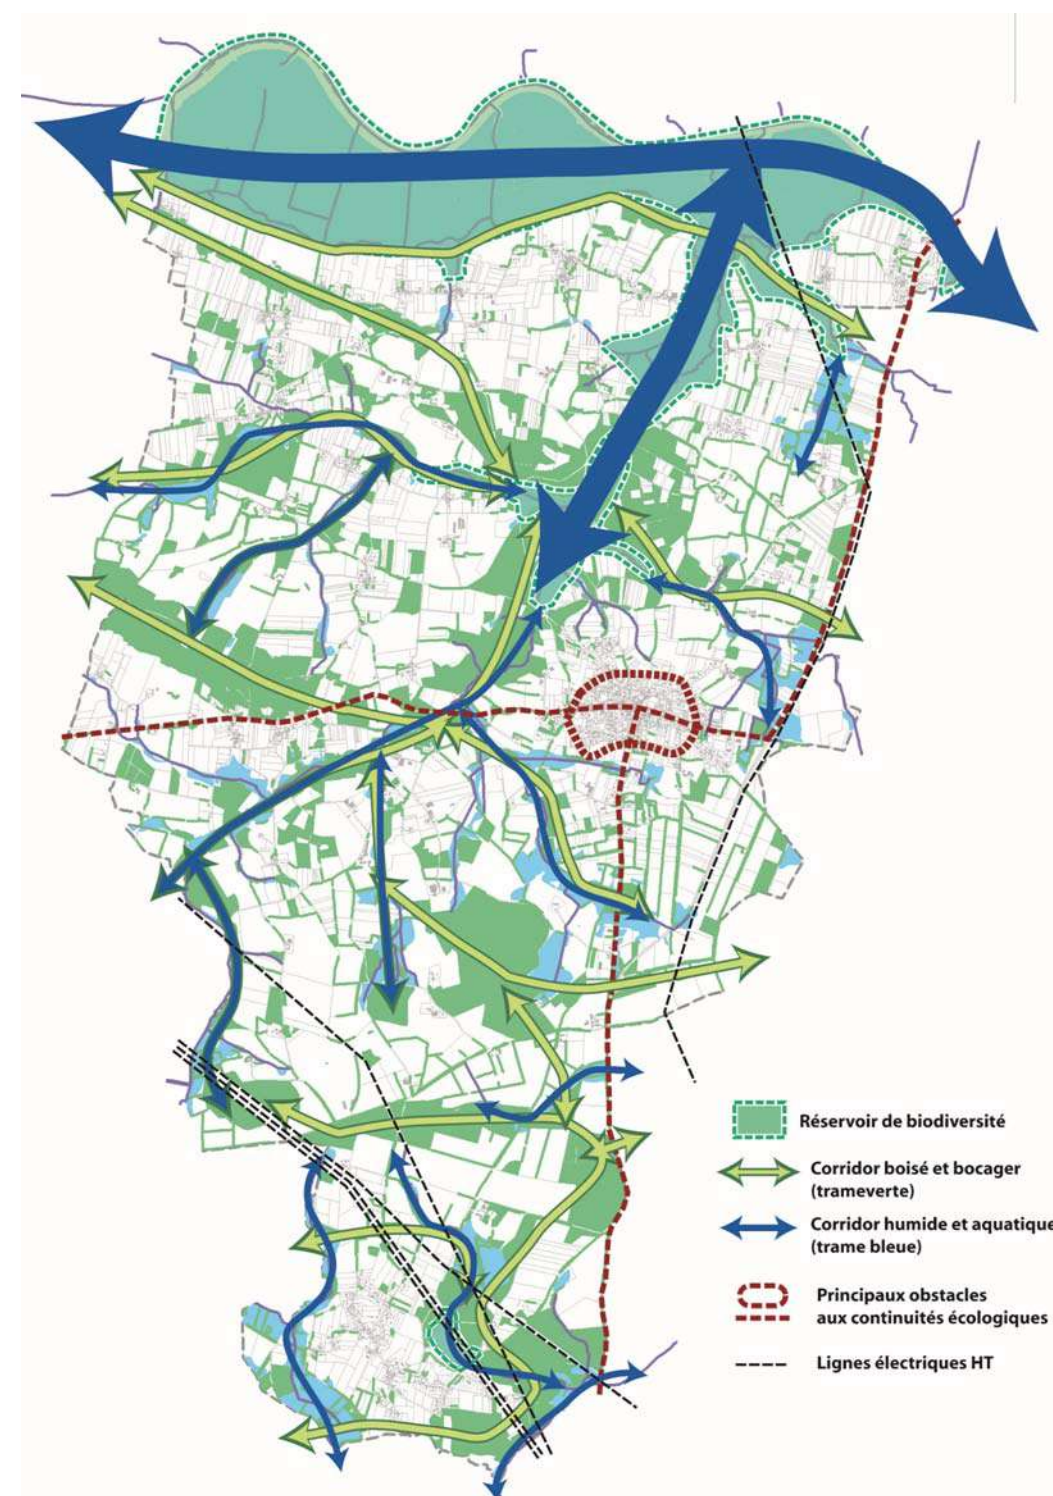 Réservoir de biodiversité
Corridor boisé et bocager
(trameverte)
Corridor humide et aquatique
(trame bleue)
Principaux obstacles
aux continuités écologiques
Lignes électriques HT